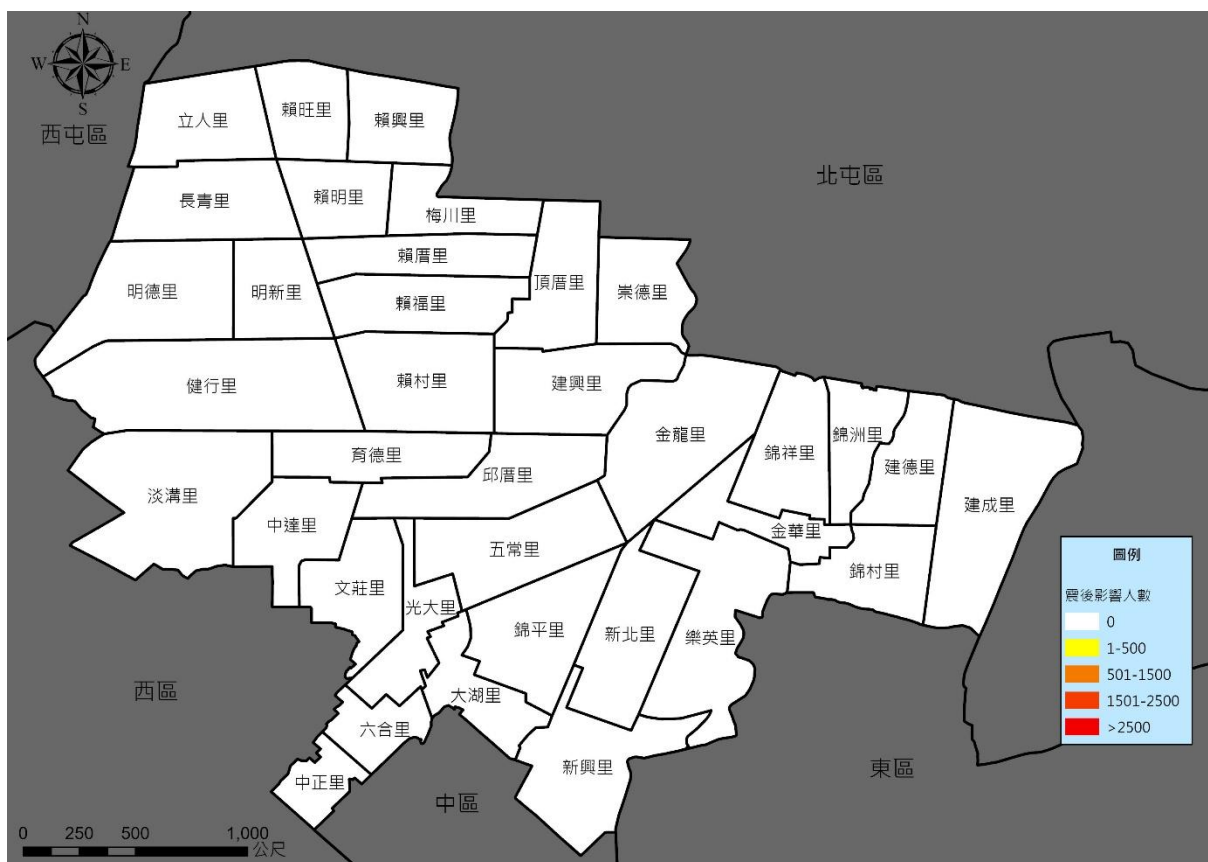 N
W
E
S
西屯區
北屯區
立人里
賴旺里
賴興里
長青里
賴明里
梅川里
賴厝里
明德里
明新里
頂厝里
崇德里
賴福里
健行里
賴村里
建興里
金龍里
錦祥里
錦洲里
建德里
育德里
邱厝里
淡溝里
中達里
建成里
金華里
五常里
錦村里
文莊里
光大里
錦平里
新北里
樂英里
西區
大湖里
六合里
新興里
中正里
中區
東區
圖例
震後影響人數
0
1-500
501-1500
1501-2500
>2500
0 250 500 1,000
公尺